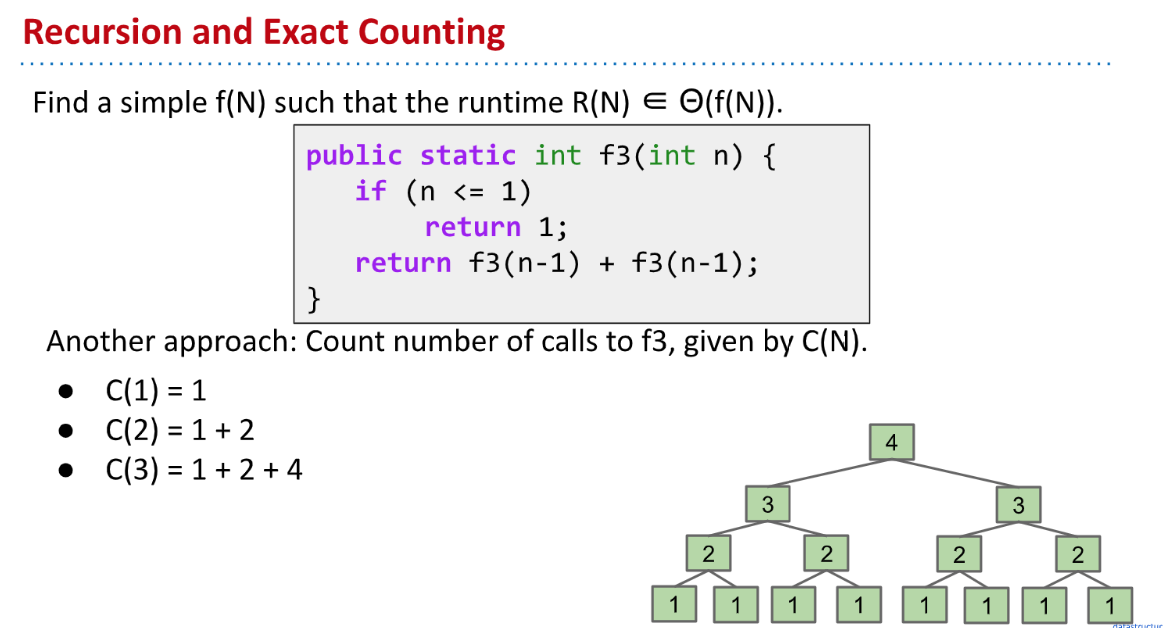 Recursion and Exact Counting
Find a simple f(N) such that the runtime R(N) ∈ Θ(f(N)).
public static int f3(int n) {
if (n <= 1)
return 1;
return f3(n-1) + f3(n-1);
}
Another approach: Count number of calls to f3, given by C(N).
● C(1) = 1
● C(2) = 1 + 2
● C(3) = 1 + 2 + 4
4
3 3
2 2 2 2
1 1 1 1 1 1 1 1
datastructur